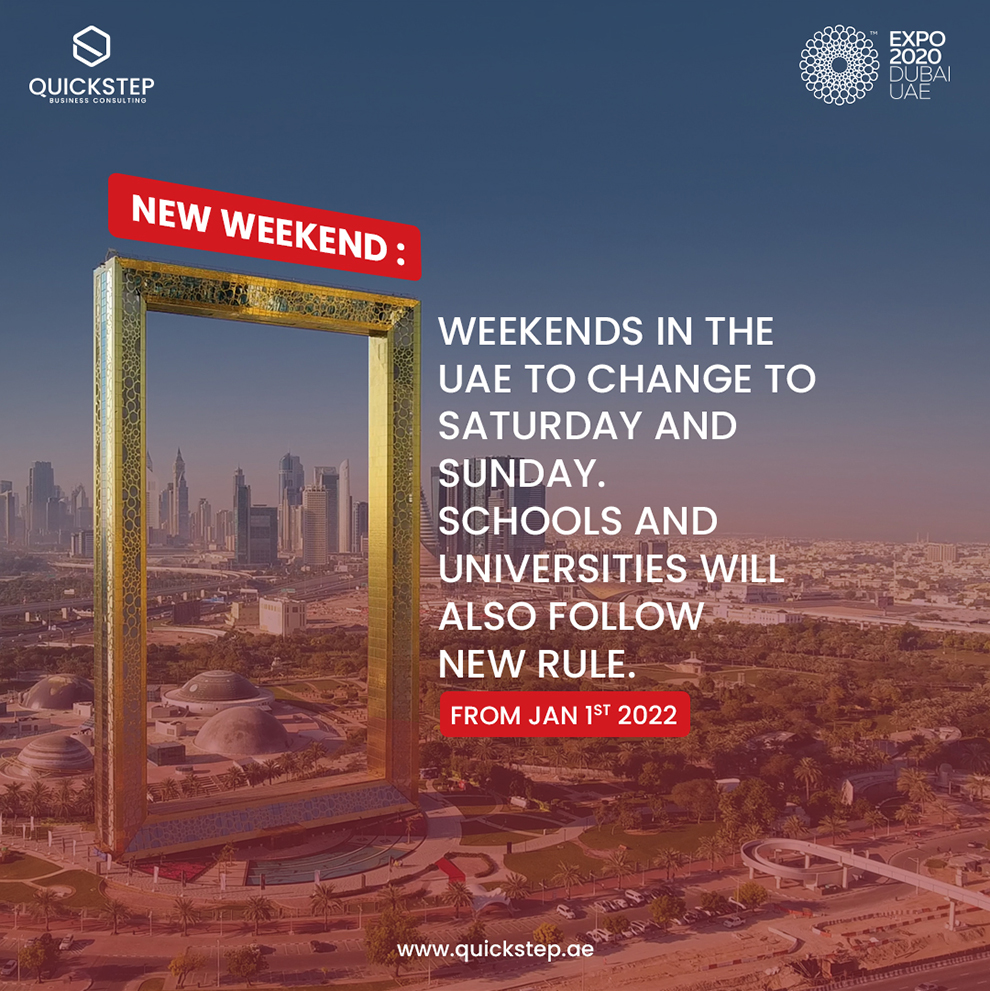 QUICKSTEP
BUSINESS CONSULTING
EXPO
2020
DUBAI
UAE
™
NEW WEEKEND :
WEEKENDS IN THE
UAE TO CHANGE TO
SATURDAY AND
SUNDAY.
SCHOOLS AND
UNIVERSITIES WILL
ALSO FOLLOW
NEW RULE.
FROM JAN 1ST 2022
www.quickstep.ae